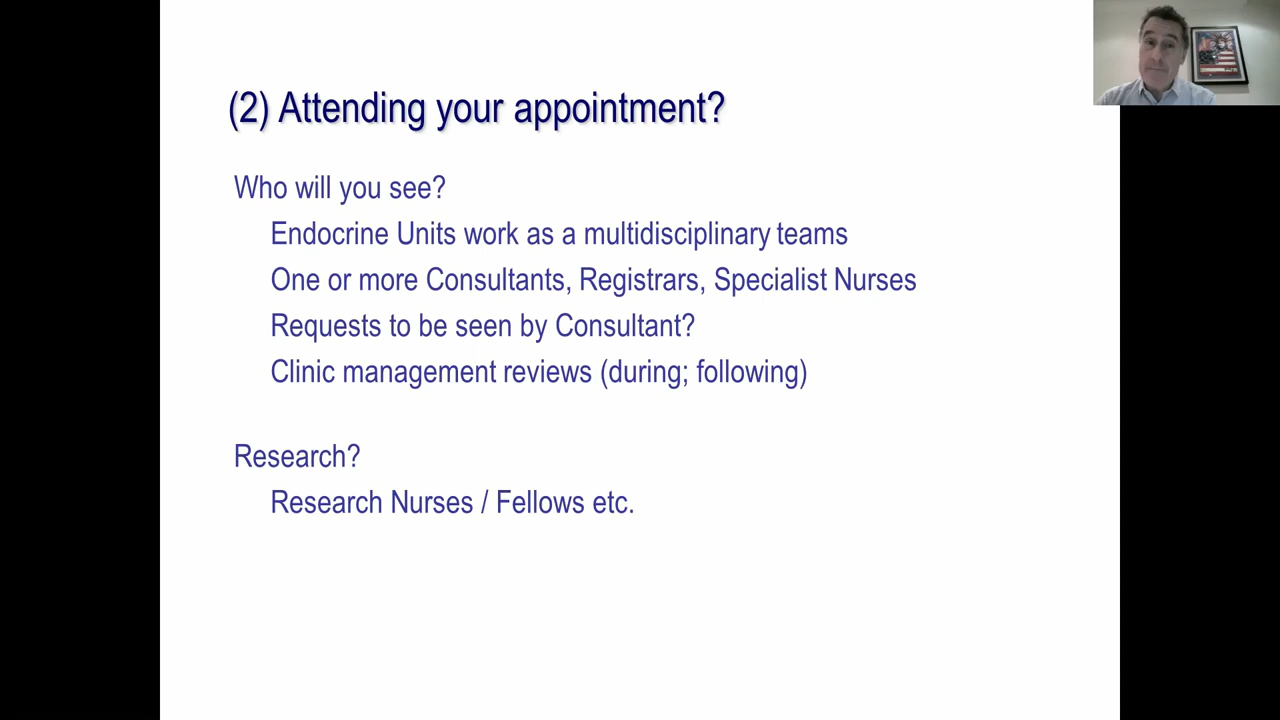 (2) Attending your appointment?
Who will you see?
Endocrine Units work as a multidisciplinary teams
One or more Consultants, Registrars, Specialist Nurses
Requests to be seen by Consultant?
Clinic management reviews (during; following)
Research?
Research Nurses / Fellows etc.